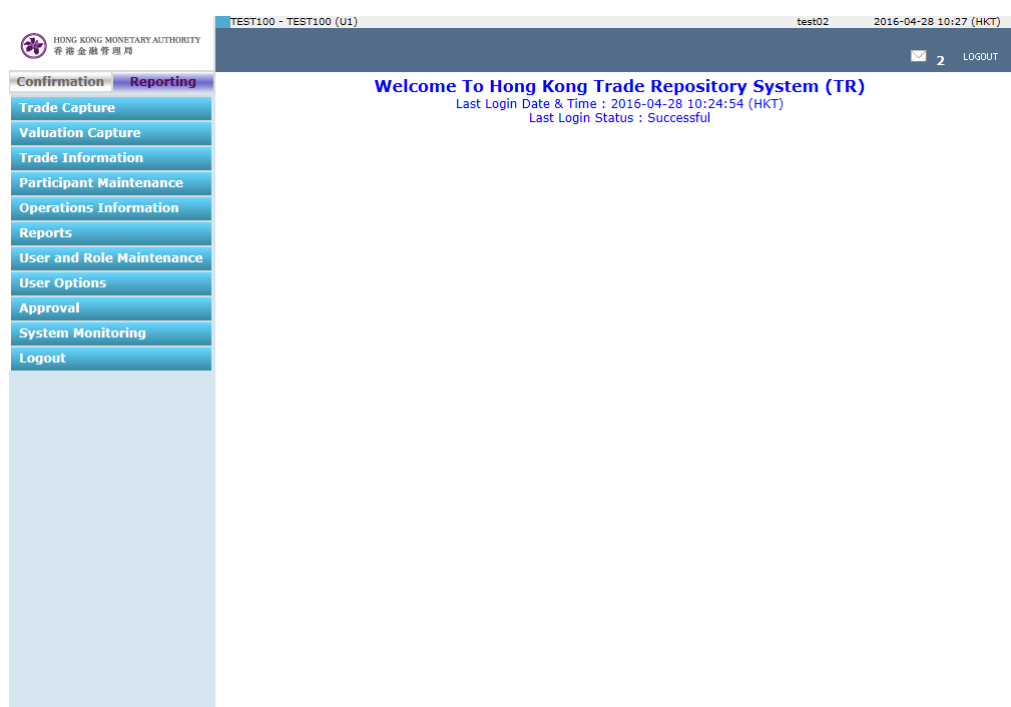 TEST100 - TEST100 (U1) test02 2016-04-28 10:27 (HKT)
HONG KONG MONETARY AUTHORITY
香港金融管理局
2 LOGOUT
Confirmation Reporting
Welcome To Hong Kong Trade Repository System (TR)
Last Login Date & Time : 2016-04-28 10:24:54 (HKT)
Last Login Status : Successful
Trade Capture
Valuation Capture
Trade Information
Participant Maintenance
Operations Information
Reports
User and Role Maintenance
User Options
Approval
System Monitoring
Logout